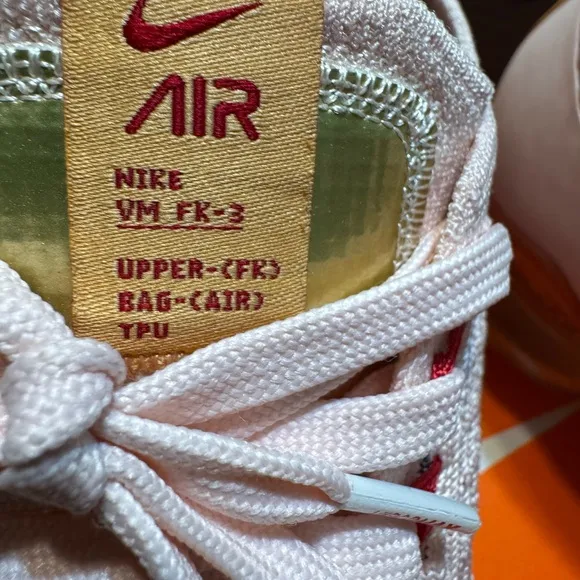 AIR
NIKE
VM FK-3
UPPER-(FK)
BAG-(AIR)
TPU